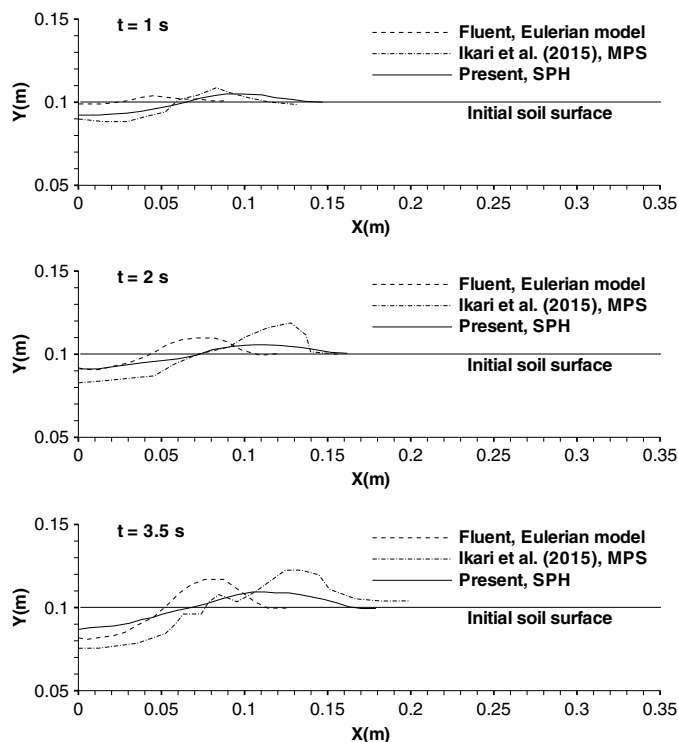 t = 1 s
Fluent, Eulerian model
Ikari et al. (2015), MPS
Present, SPH
Initial soil surface
Y(m)
0.15
0.1
0.05
0 0.05 0.1 0.15 0.2 0.25 0.3 0.35
X(m)
t = 2 s
Fluent, Eulerian model
Ikari et al. (2015), MPS
Present, SPH
Initial soil surface
Y(m)
0.15
0.1
0.05
0 0.05 0.1 0.15 0.2 0.25 0.3 0.35
X(m)
t = 3.5 s
Fluent, Eulerian model
Ikari et al. (2015), MPS
Present, SPH
Initial soil surface
Y(m)
0.15
0.1
0.05
0 0.05 0.1 0.15 0.2 0.25 0.3 0.35
X(m)